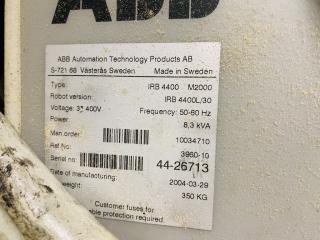 ABB
ABB Automation Technology Products AB
S-721 68 Västerås Sweden Made in Sweden
Type: IRB 4400 M2000
Robot version: IRB 4400L/30
Voltage: 3* 400V Frequency: 50-60 Hz
Power: 8,3 kVA
Man.order: 10034710
Ref No: 3960-10
Serial no: 44-26713
Date of manufacturing: 2004-03-29
Weight: 350 KG
Customer fuses for
cable protection required.